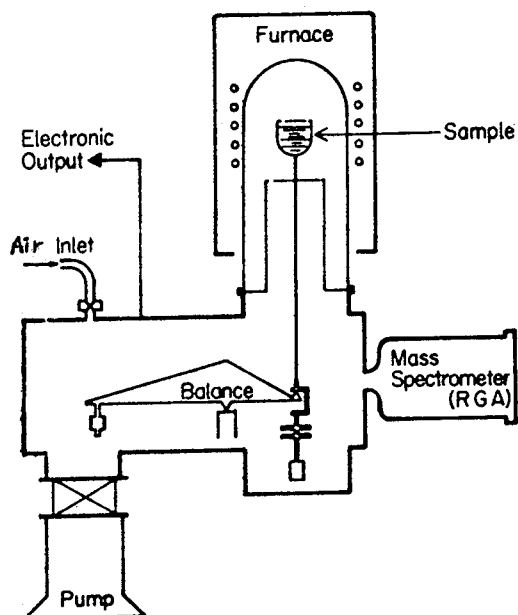 Furnace
Sample
Electronic
Output
Air Inlet
Balance
Mass
Spectrometer
(RGA)
Pump